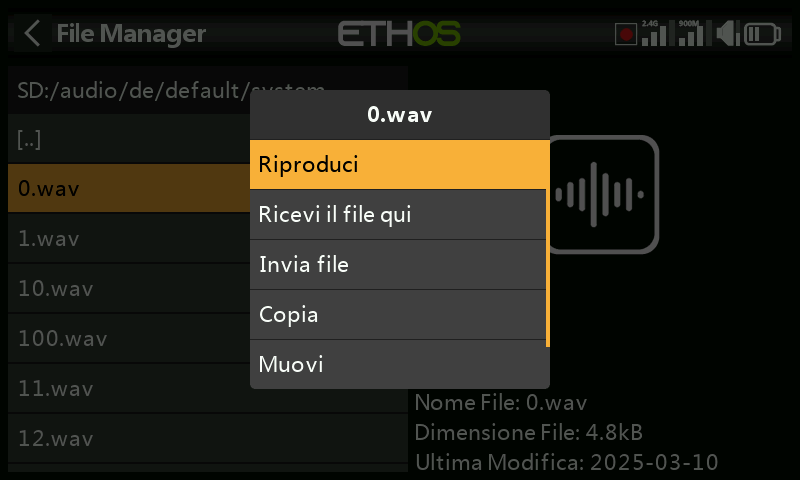 File Manager
ETHOS
2.4G
900M
SD:/audio/de/default/system
[..]
0.wav
1.wav
10.wav
100.wav
11.wav
12.wav
0.wav
Riproduci
Ricevi il file qui
Invia file
Copia
Muovi
Nome File: 0.wav
Dimensione File: 4.8kB
Ultima Modifica: 2025-03-10